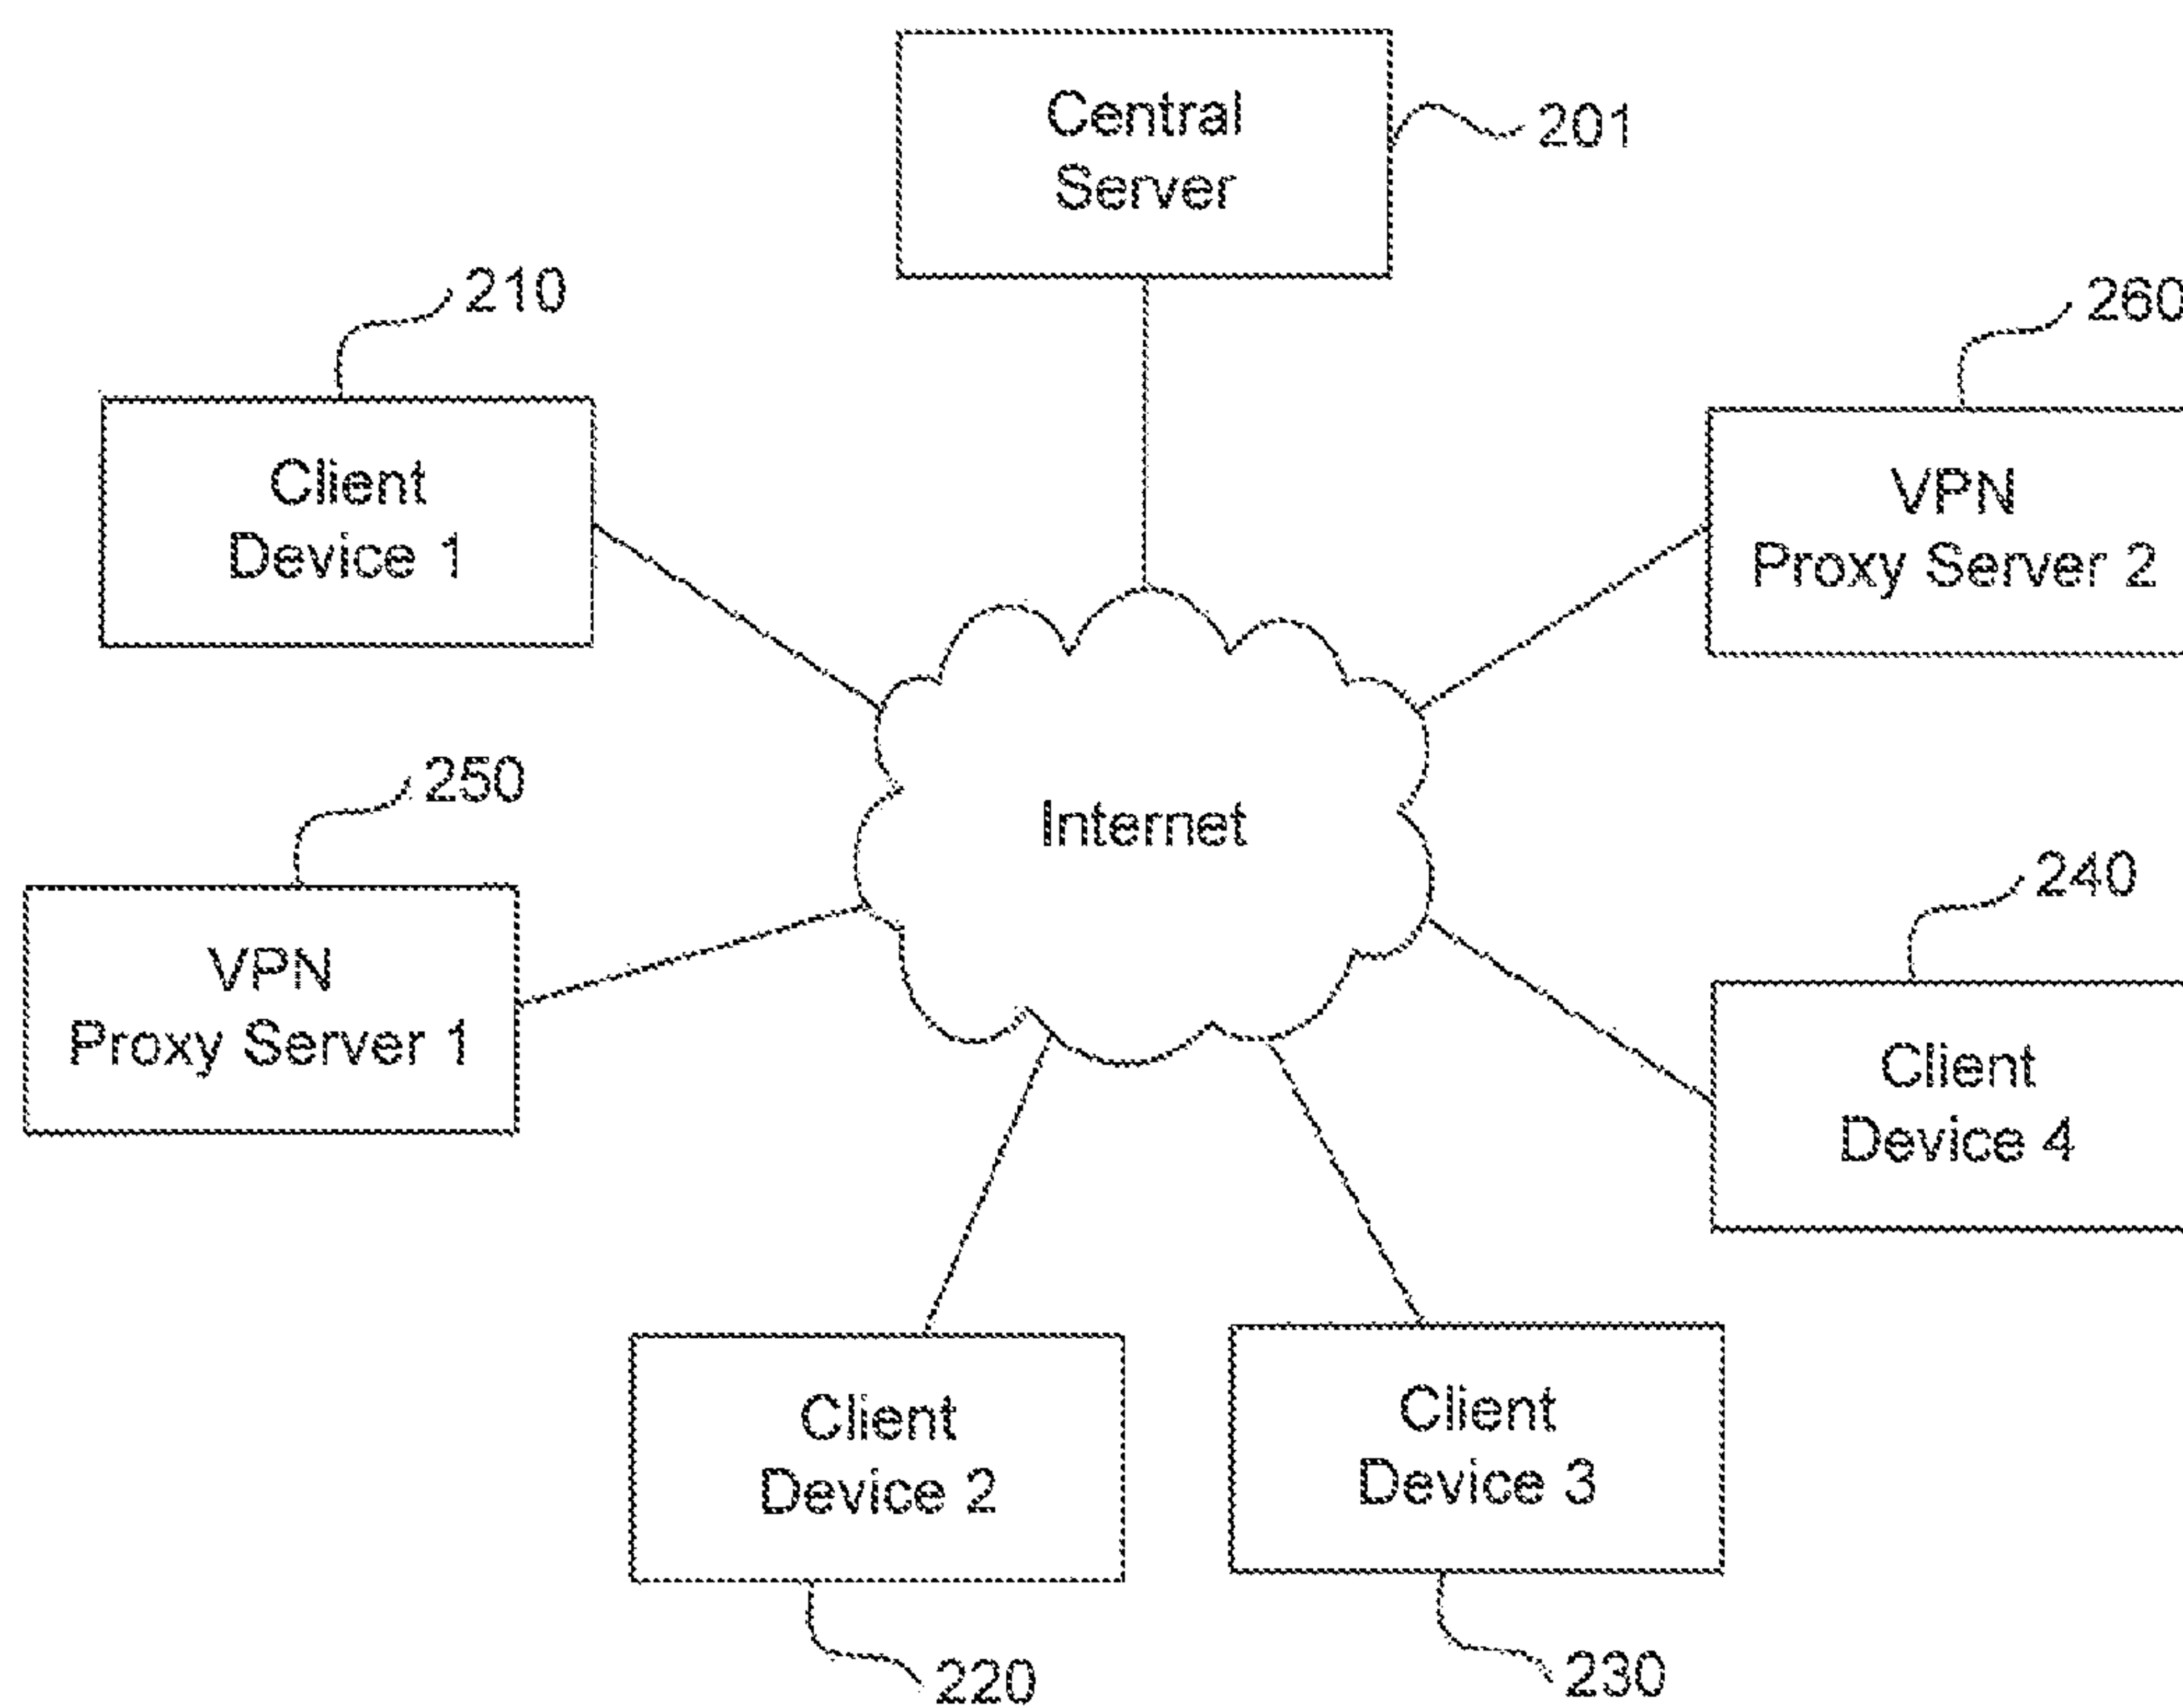 Central
Server
201
210
260
Client
Device 1
VPN
Proxy Server 2
250
Internet
240
VPN
Proxy Server 1
Client
Device 4
Client
Device 2
Client
Device 3
220
230